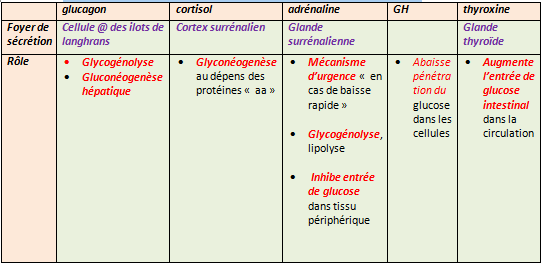 glucagon cortisol adrénaline GH thyroxine
Foyer de sécrétion
Cellule @ des ilots de langhrans
Cortex surrénalien
Glande surrénalienne
Glande thyroïde
Rôle
• Glycogénolyse
• Gluconéogenèse
hépatique
• Glyconéogenèse
au dépens des
protéines « aa »
• Mécanisme
d’urgence « en
cas de baisse
rapide »
• Glycogénolyse,
lipolyse
• Inhibe entrée
de glucose
dans tissu
périphérique
• Abaisse
pénétra
tion du
glucose
dans les
cellules
• Augmente
l’entrée de
glucose
intestinal
dans la
circulation